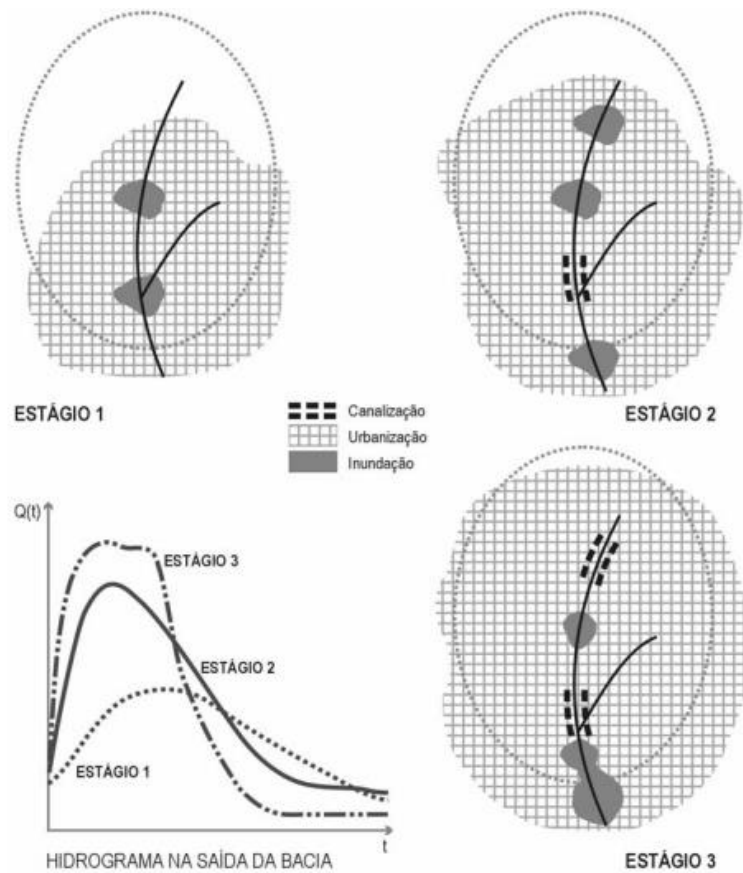 ESTÁGIO 1
ESTÁGIO 2
Canalização
Urbanização
Inundação
Q(t)
ESTÁGIO 3
ESTÁGIO 2
ESTÁGIO 1
t
HIDROGRAMA NA SAÍDA DA BACIA
ESTÁGIO 3